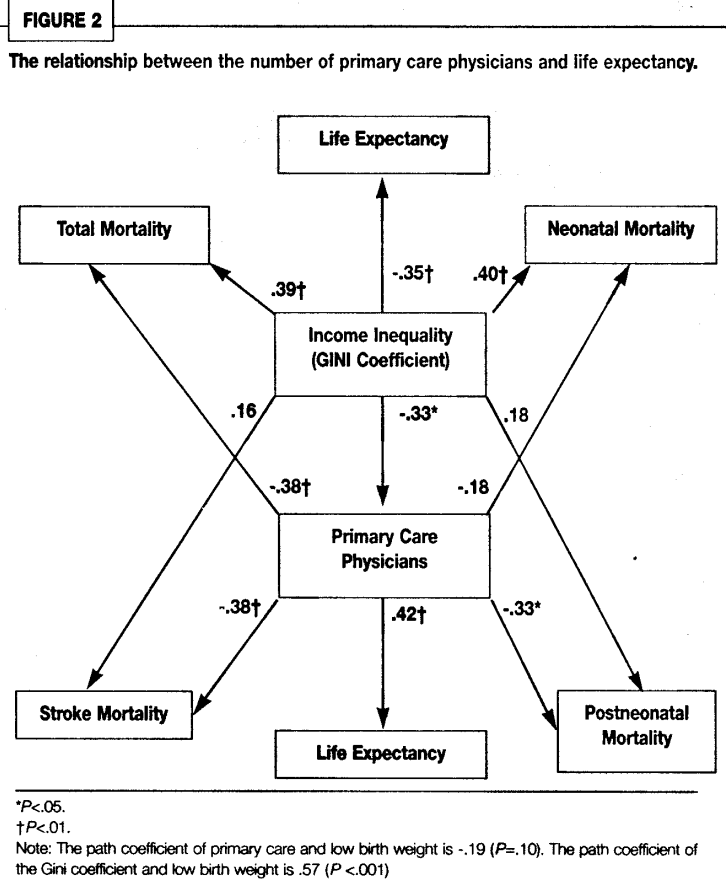 FIGURE 2
The relationship between the number of primary care physicians and life expectancy.
Life Expectancy
Total Mortality
Neonatal Mortality
.39†
-.35†
.40†
Income Inequality
(GINI Coefficient)
.16
-.33*
.18
-.38†
-.18
Primary Care
Physicians
-.38†
.42†
-.33*
Stroke Mortality
Life Expectancy
Postneonatal
Mortality
*P<.05.
†P<.01.
Note: The path coefficient of primary care and low birth weight is -.19 (P=.10). The path coefficient of
the Gini coefficient and low birth weight is .57 (P <.001)